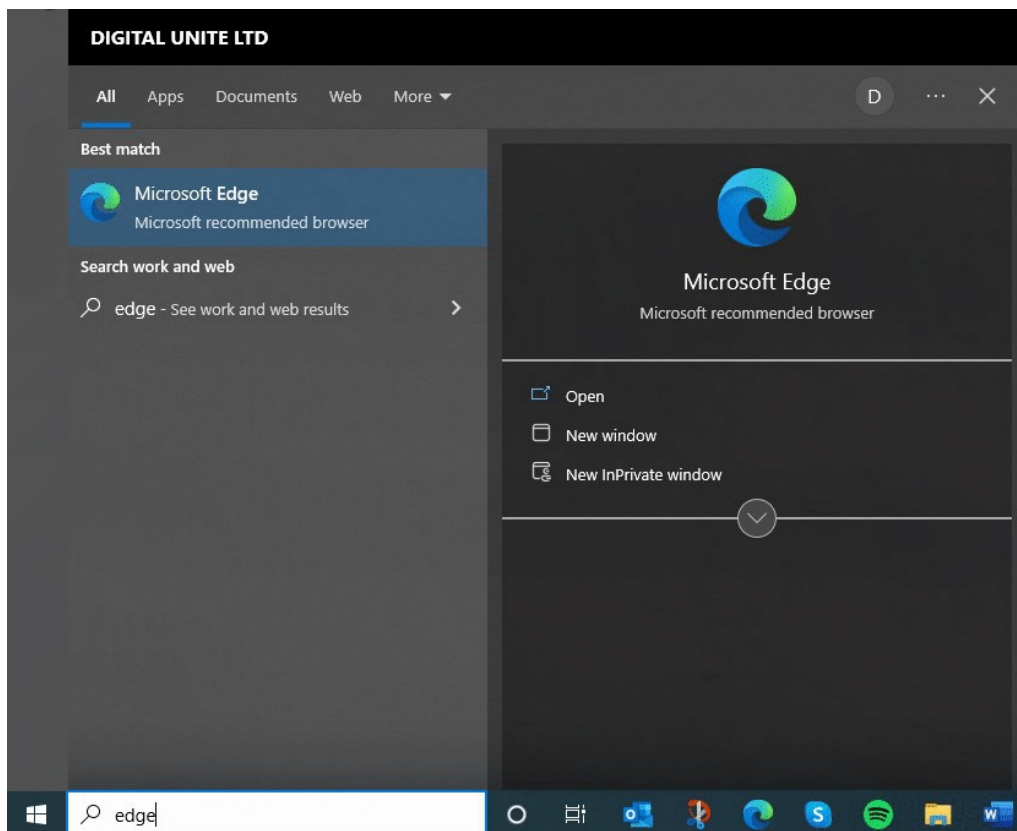 DIGITAL UNITE LTD
All Apps Documents Web More D ...
Best match
Microsoft Edge
Microsoft recommended browser
Search work and web
edge - See work and web results
Microsoft Edge
Microsoft recommended browser
Open
New window
New InPrivate window
edge